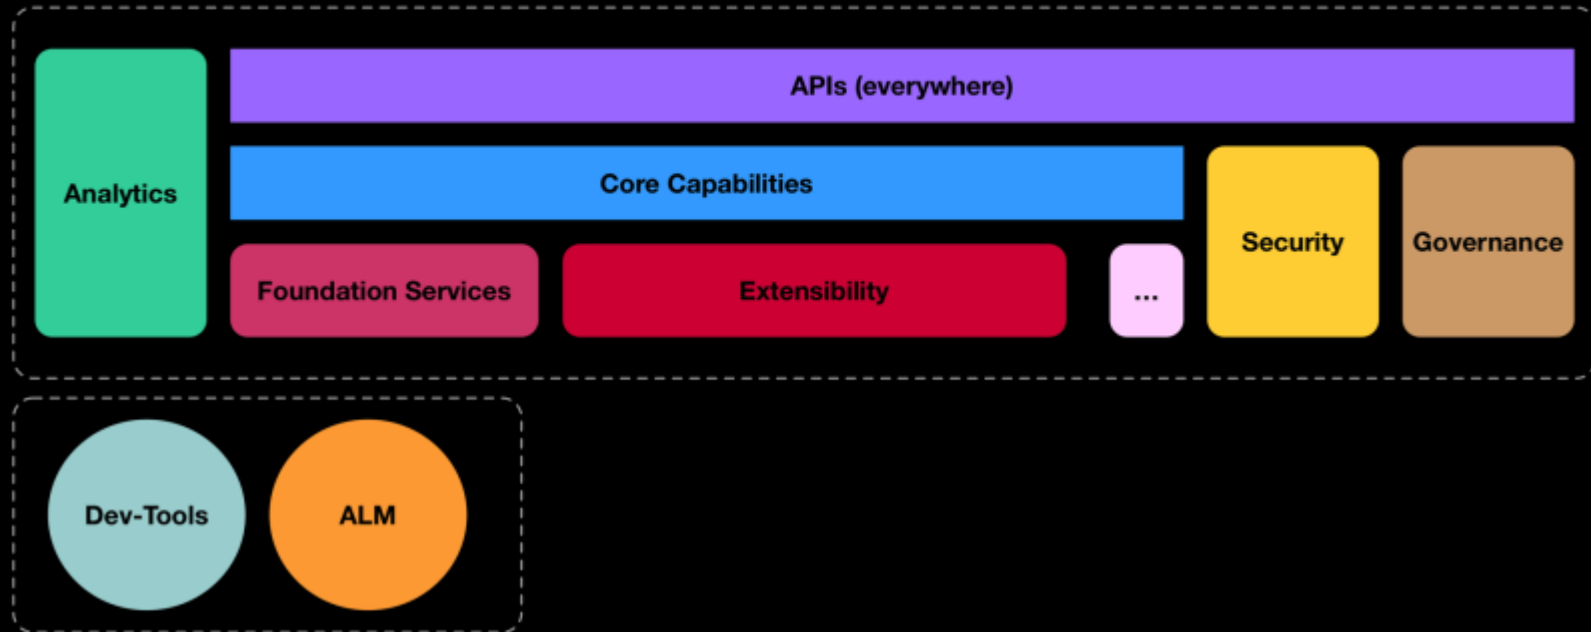 APIs (everywhere)
Analytics
Core Capabilities
Security
Governance
Foundation Services
Extensibility
...
Dev-Tools
ALM